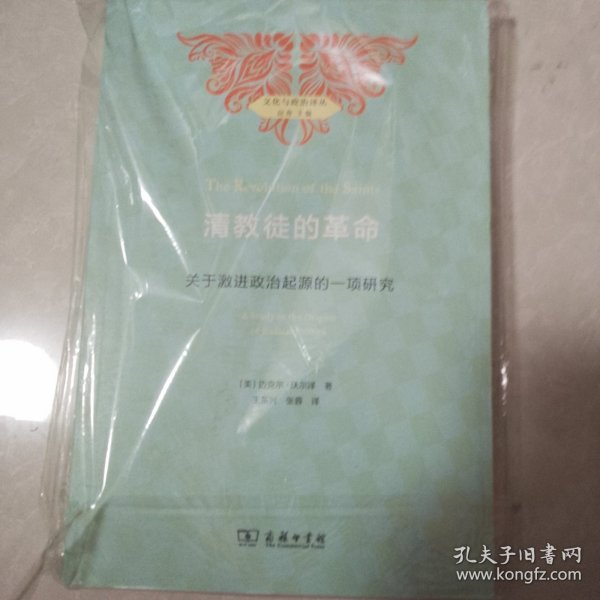 文化与政治译丛
The Revolution of the Saints
清教徒的革命
关于激进政治起源的一项研究
A Study in the Origins
of Radical Politics
[美] 迈克尔·沃尔泽 著
王东兴 张蓉 译
商务印书馆
The Commercial Press
孔夫子旧书网
www.kongfz.com